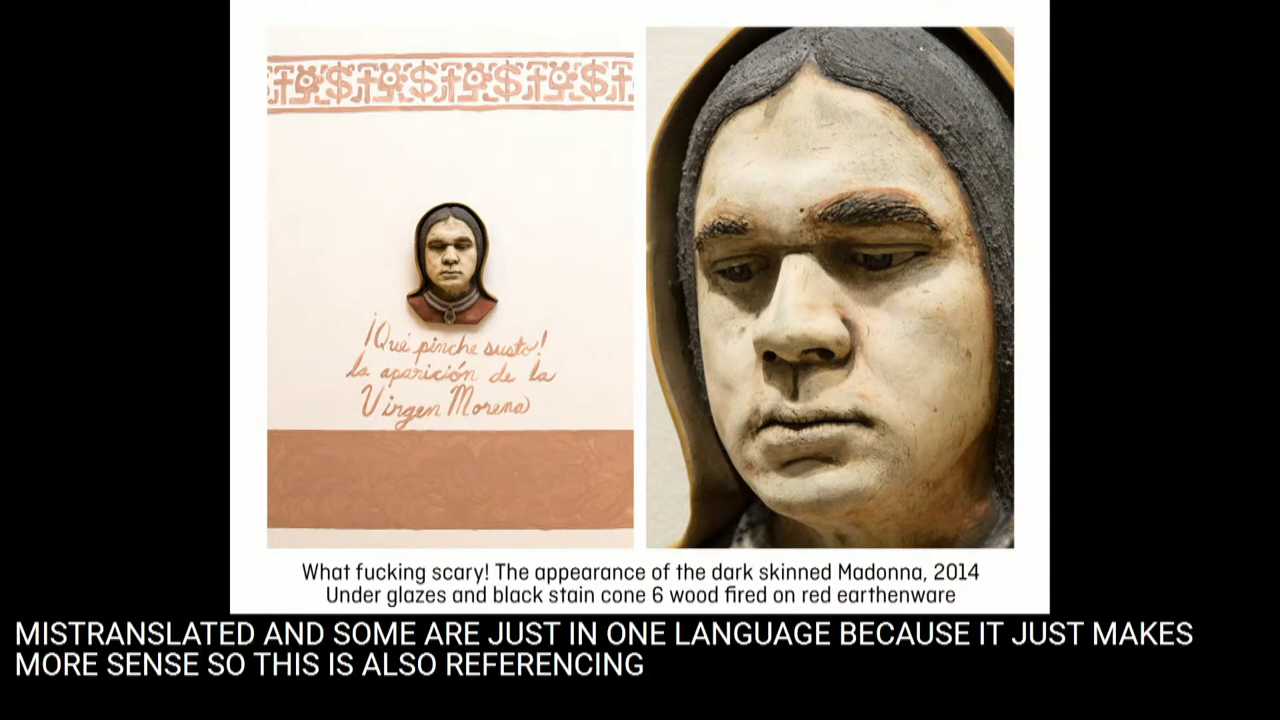 ¡Qué pinche susto!
la aparición de la
Virgen Morena
What fucking scary! The appearance of the dark skinned Madonna, 2014
Under glazes and black stain cone 6 wood fired on red earthenware
MISTRANSLATED AND SOME ARE JUST IN ONE LANGUAGE BECAUSE IT JUST MAKES
MORE SENSE SO THIS IS ALSO REFERENCING